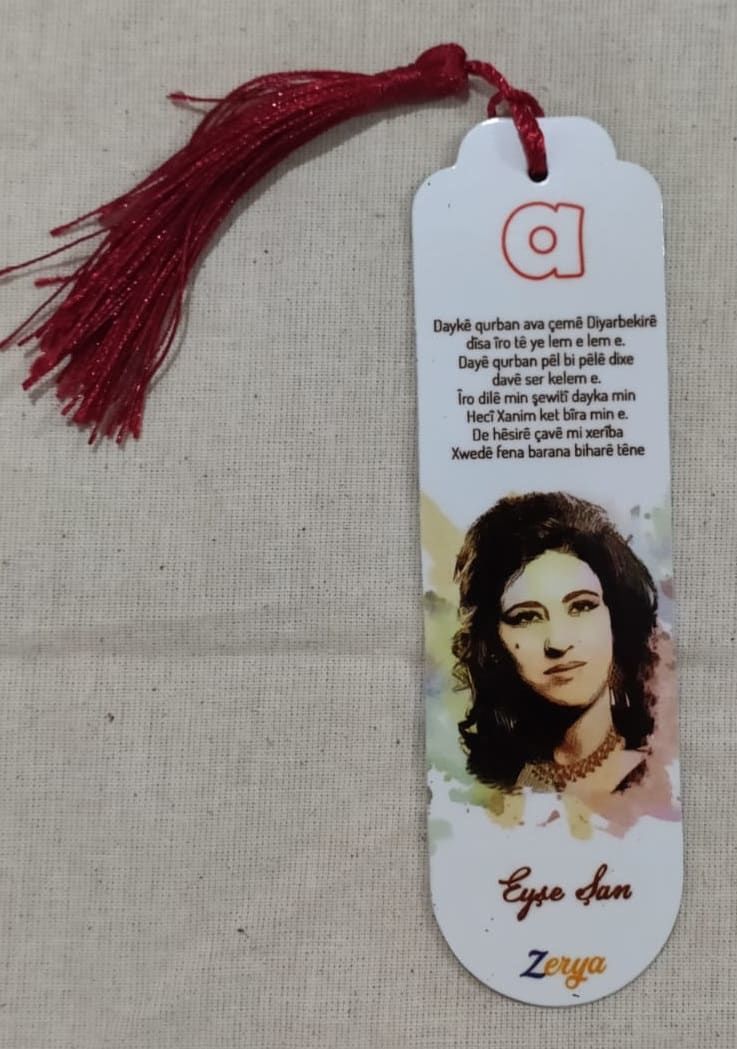 a
Daykê qurban ava çemê Diyarbekirê
dîsa îro tê ye lem e lem e.
Dayê qurban pêl bi pêlê dixe
davê ser kelem e.
Îro dilê min şewitî dayka min
Hecî Xanim ket bîra min e.
De hêsirê çavê mi xerîba
Xwedê fena barana biharê têne
Eyşe Şan
Zerya